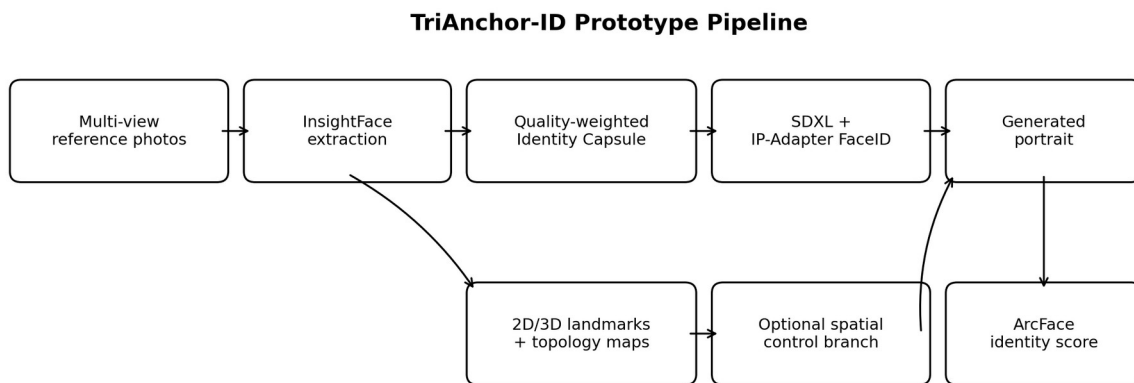 TriAnchor-ID Prototype Pipeline
Multi-view
reference photos
InsightFace
extraction
Quality-weighted
Identity Capsule
SDXL +
IP-Adapter FaceID
Generated
portrait
2D/3D landmarks
+ topology maps
Optional spatial
control branch
ArcFace
identity score